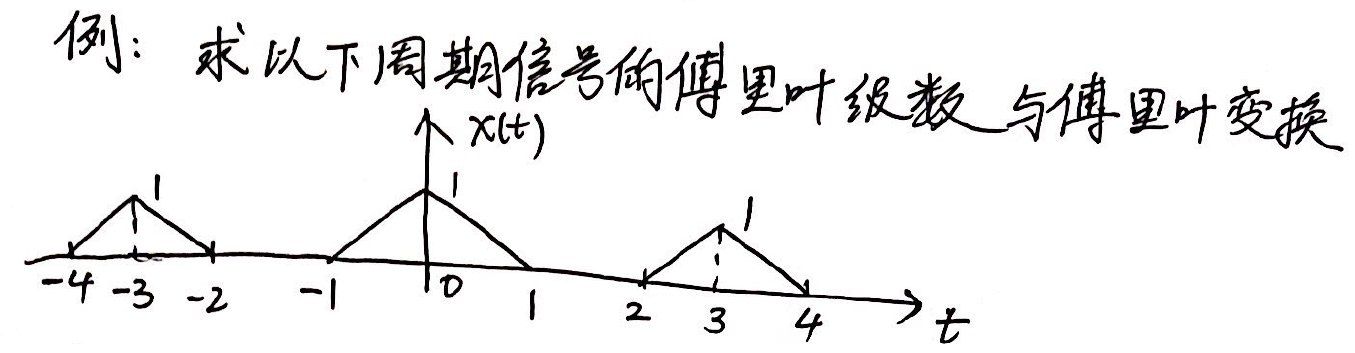 例: 求以下周期信号的傅里叶级数与傅里叶变换
x(t)
1 1 1
-4 -3 -2 -1 0 1 2 3 4 t